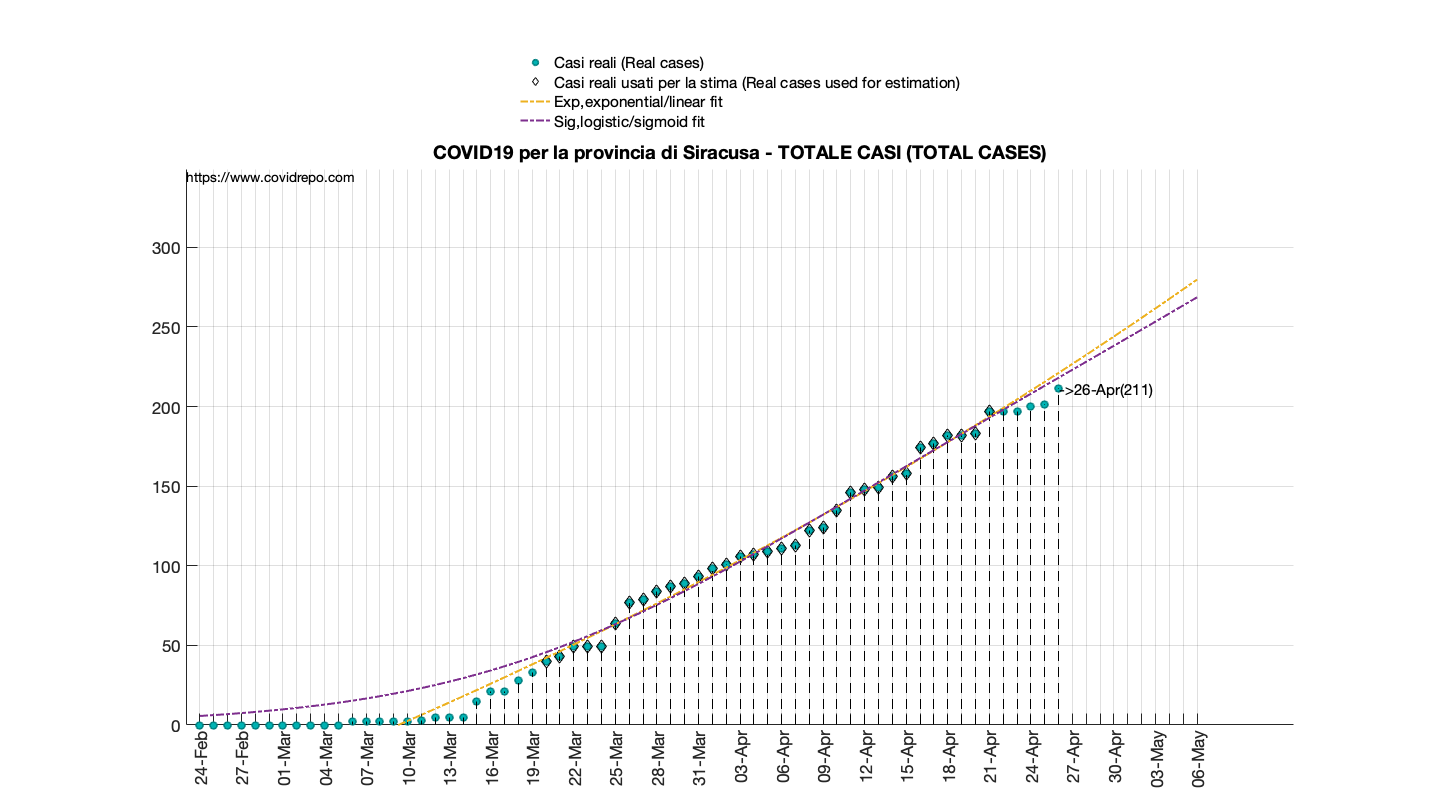 Casi reali (Real cases)
Casi reali usati per la stima (Real cases used for estimation)
Exp,exponential/linear fit
Sig,logistic/sigmoid fit
COVID19 per la provincia di Siracusa - TOTALE CASI (TOTAL CASES)
https://www.covidrepo.com
300
250
200
150
100
50
0
->26-Apr(211)
24-Feb
27-Feb
01-Mar
04-Mar
07-Mar
10-Mar
13-Mar
16-Mar
19-Mar
22-Mar
25-Mar
28-Mar
31-Mar
03-Apr
06-Apr
09-Apr
12-Apr
15-Apr
18-Apr
21-Apr
24-Apr
27-Apr
30-Apr
03-May
06-May